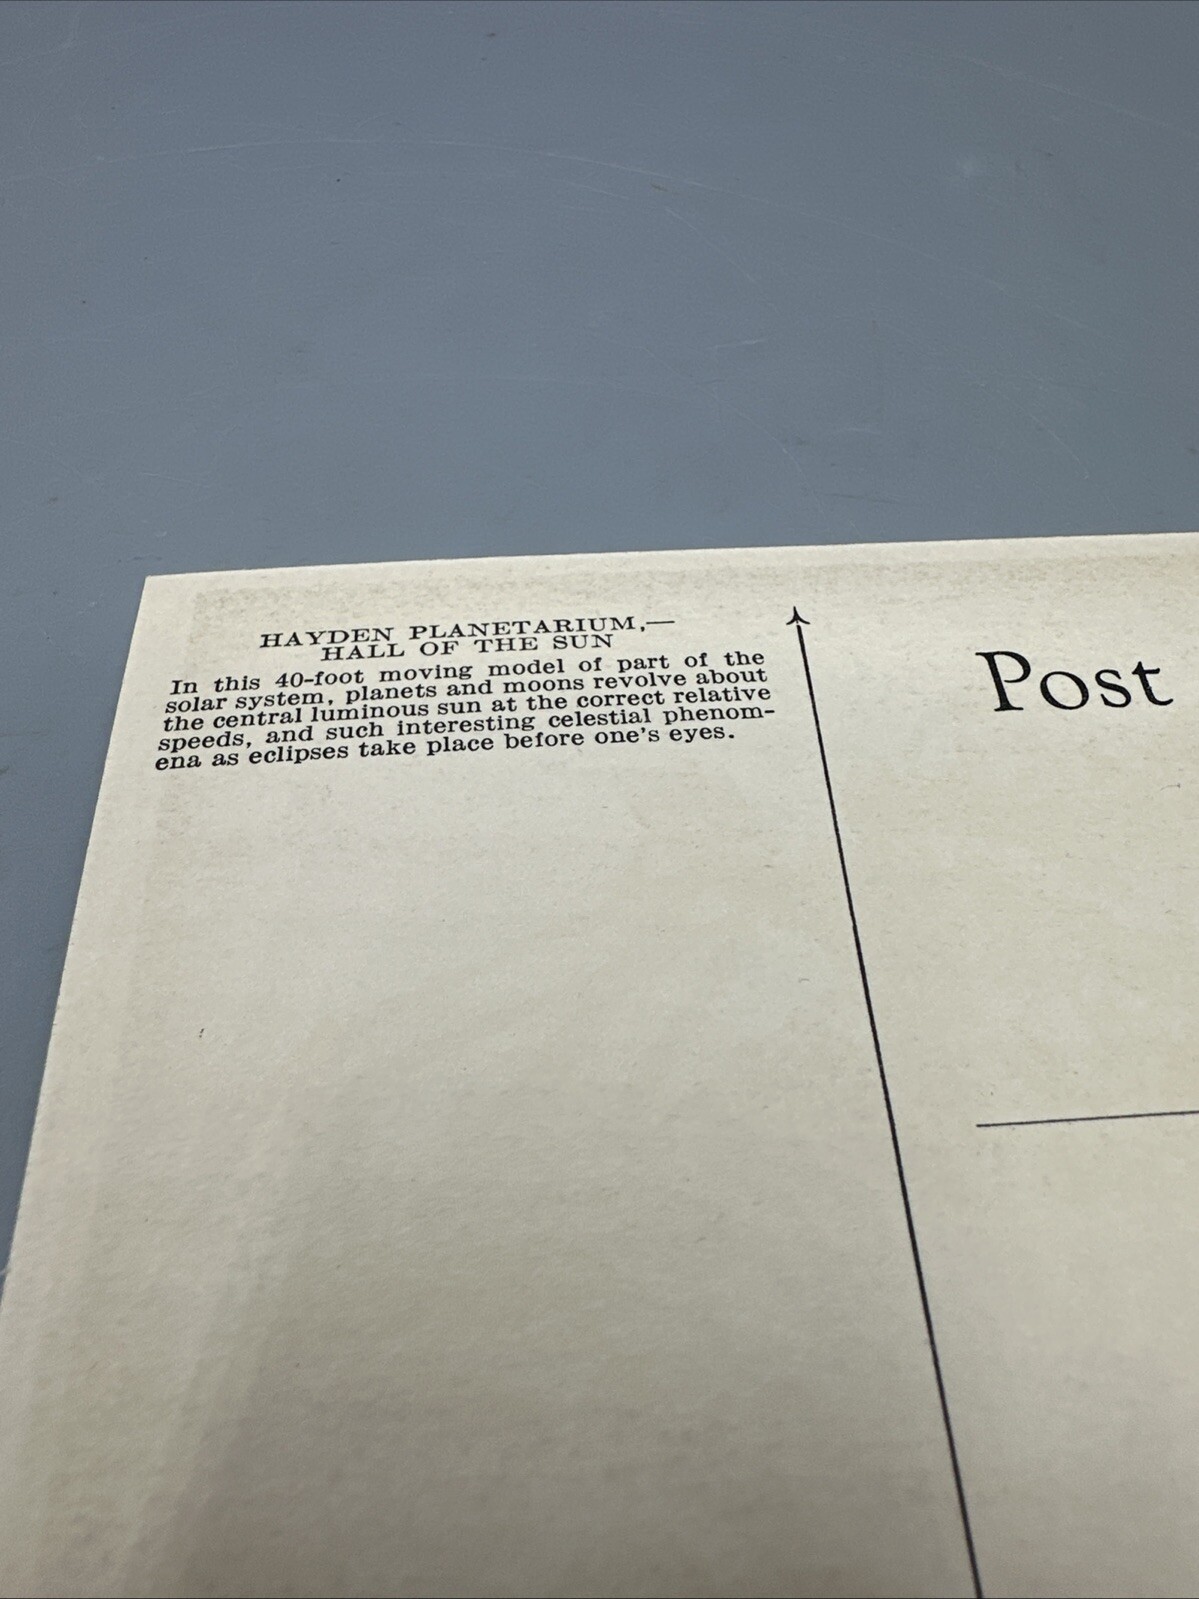 HAYDEN PLANETARIUM,—
HALL OF THE SUN
In this 40-foot moving model of part of the
solar system, planets and moons revolve about
the central luminous sun at the correct relative
speeds, and such interesting celestial phenom-
ena as eclipses take place before one's eyes.
Post